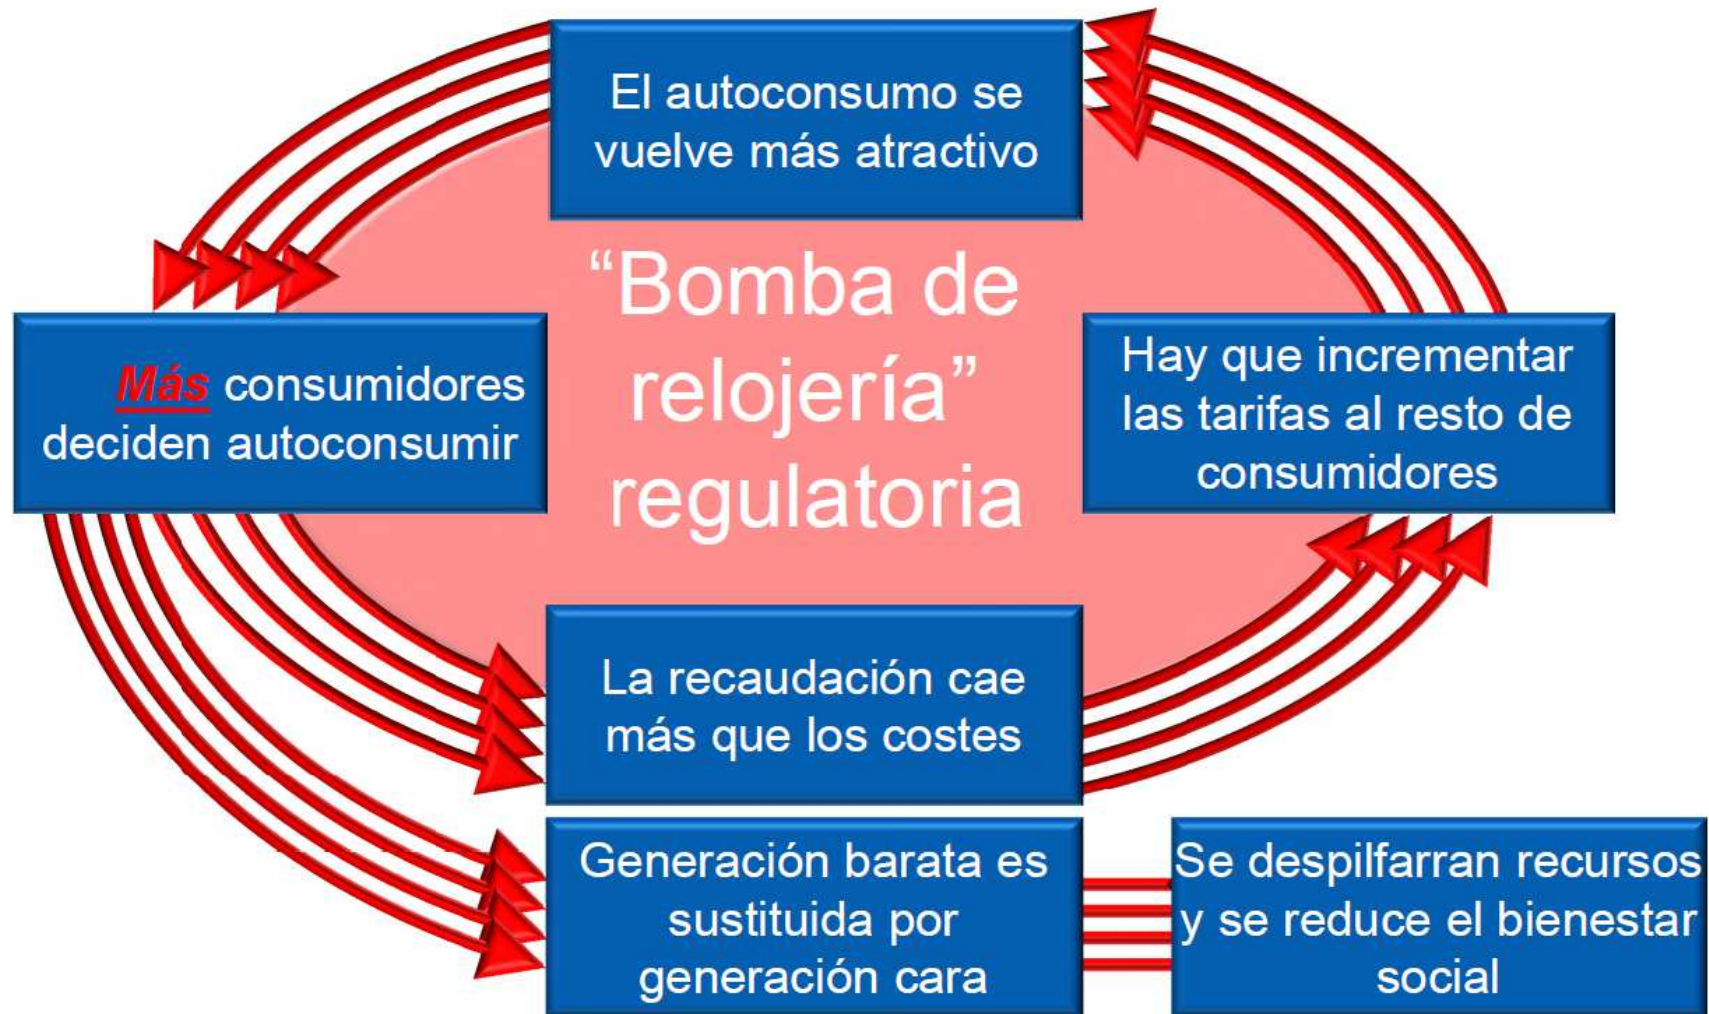 El autoconsumo se
vuelve más atractivo
“Bomba de
relojería”
regulatoria
Más consumidores
deciden autoconsumir
Hay que incrementar
las tarifas al resto de
consumidores
La recaudación cae
más que los costes
Generación barata es
sustituida por
generación cara
Se despilfarran recursos
y se reduce el bienestar
social